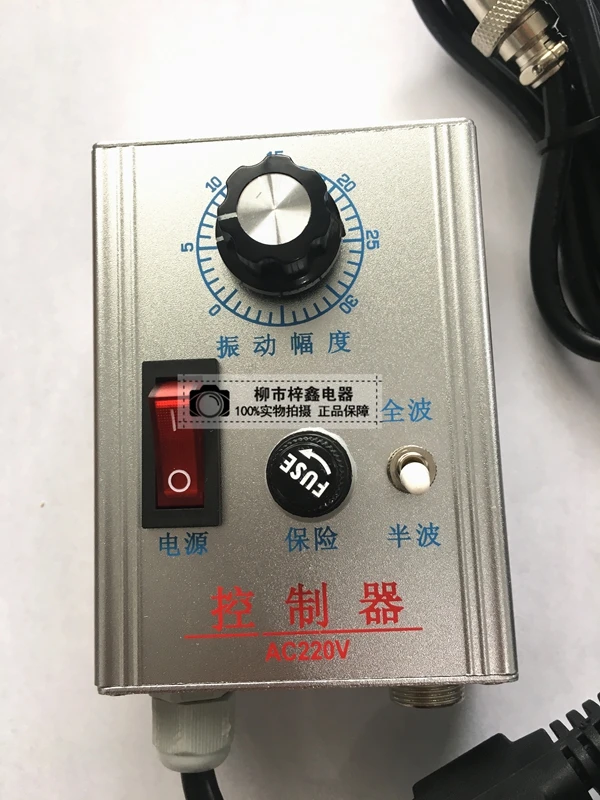 15
10
20
5
25
0
30
振动幅度
柳市梓鑫电器
100%实物拍摄 正品保障
全波
I
O
FUSE
电源
保险
半波
控制器
AC220V